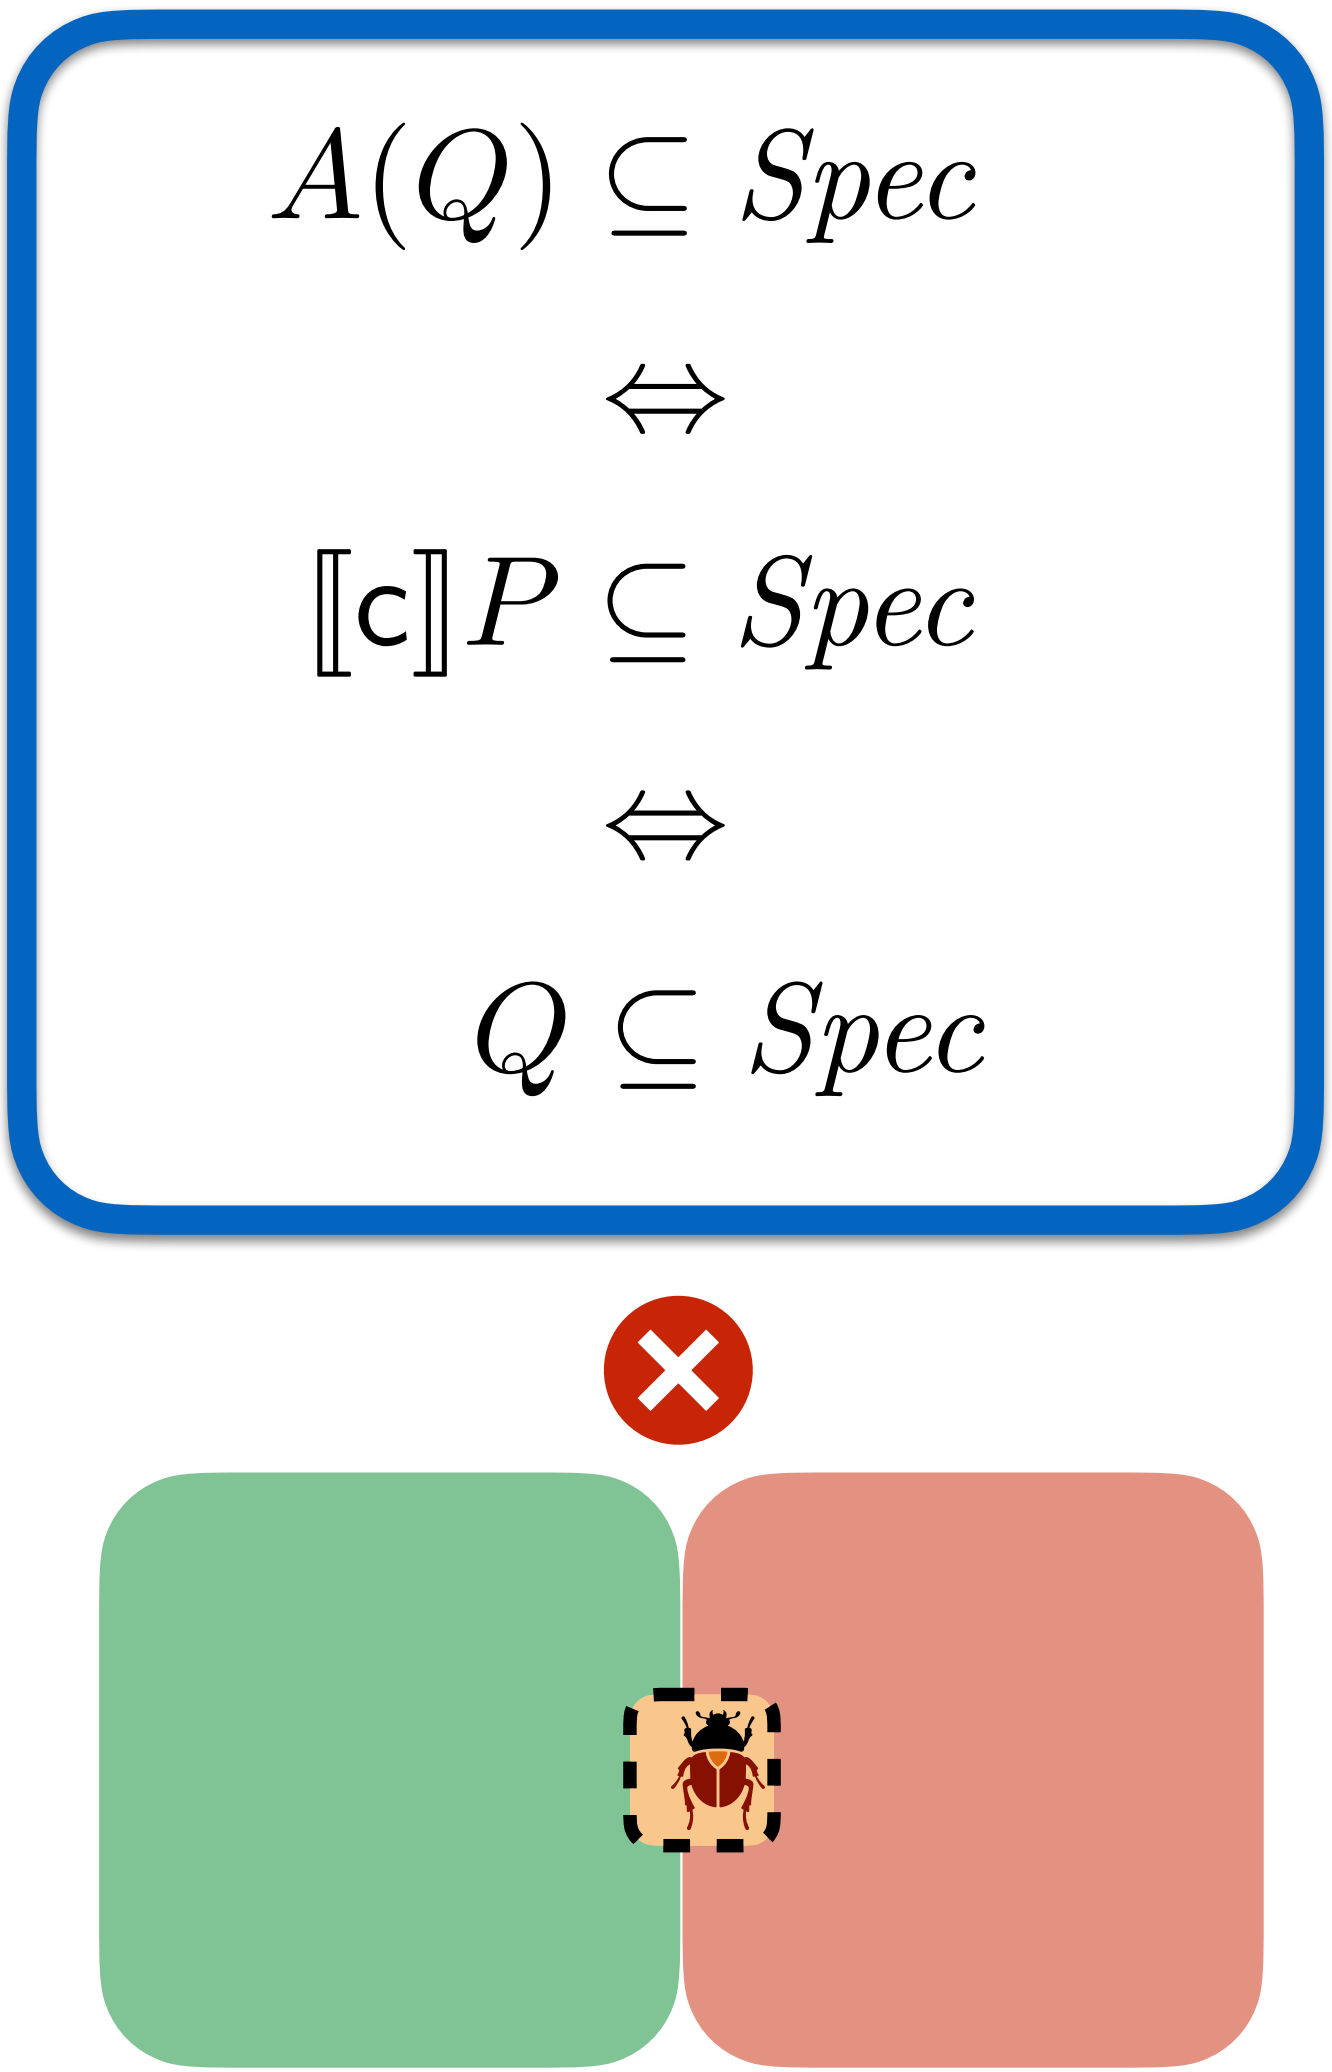 A(Q) ⊆ Spec
⇔
⟦c⟧P ⊆ Spec
⇔
Q ⊆ Spec